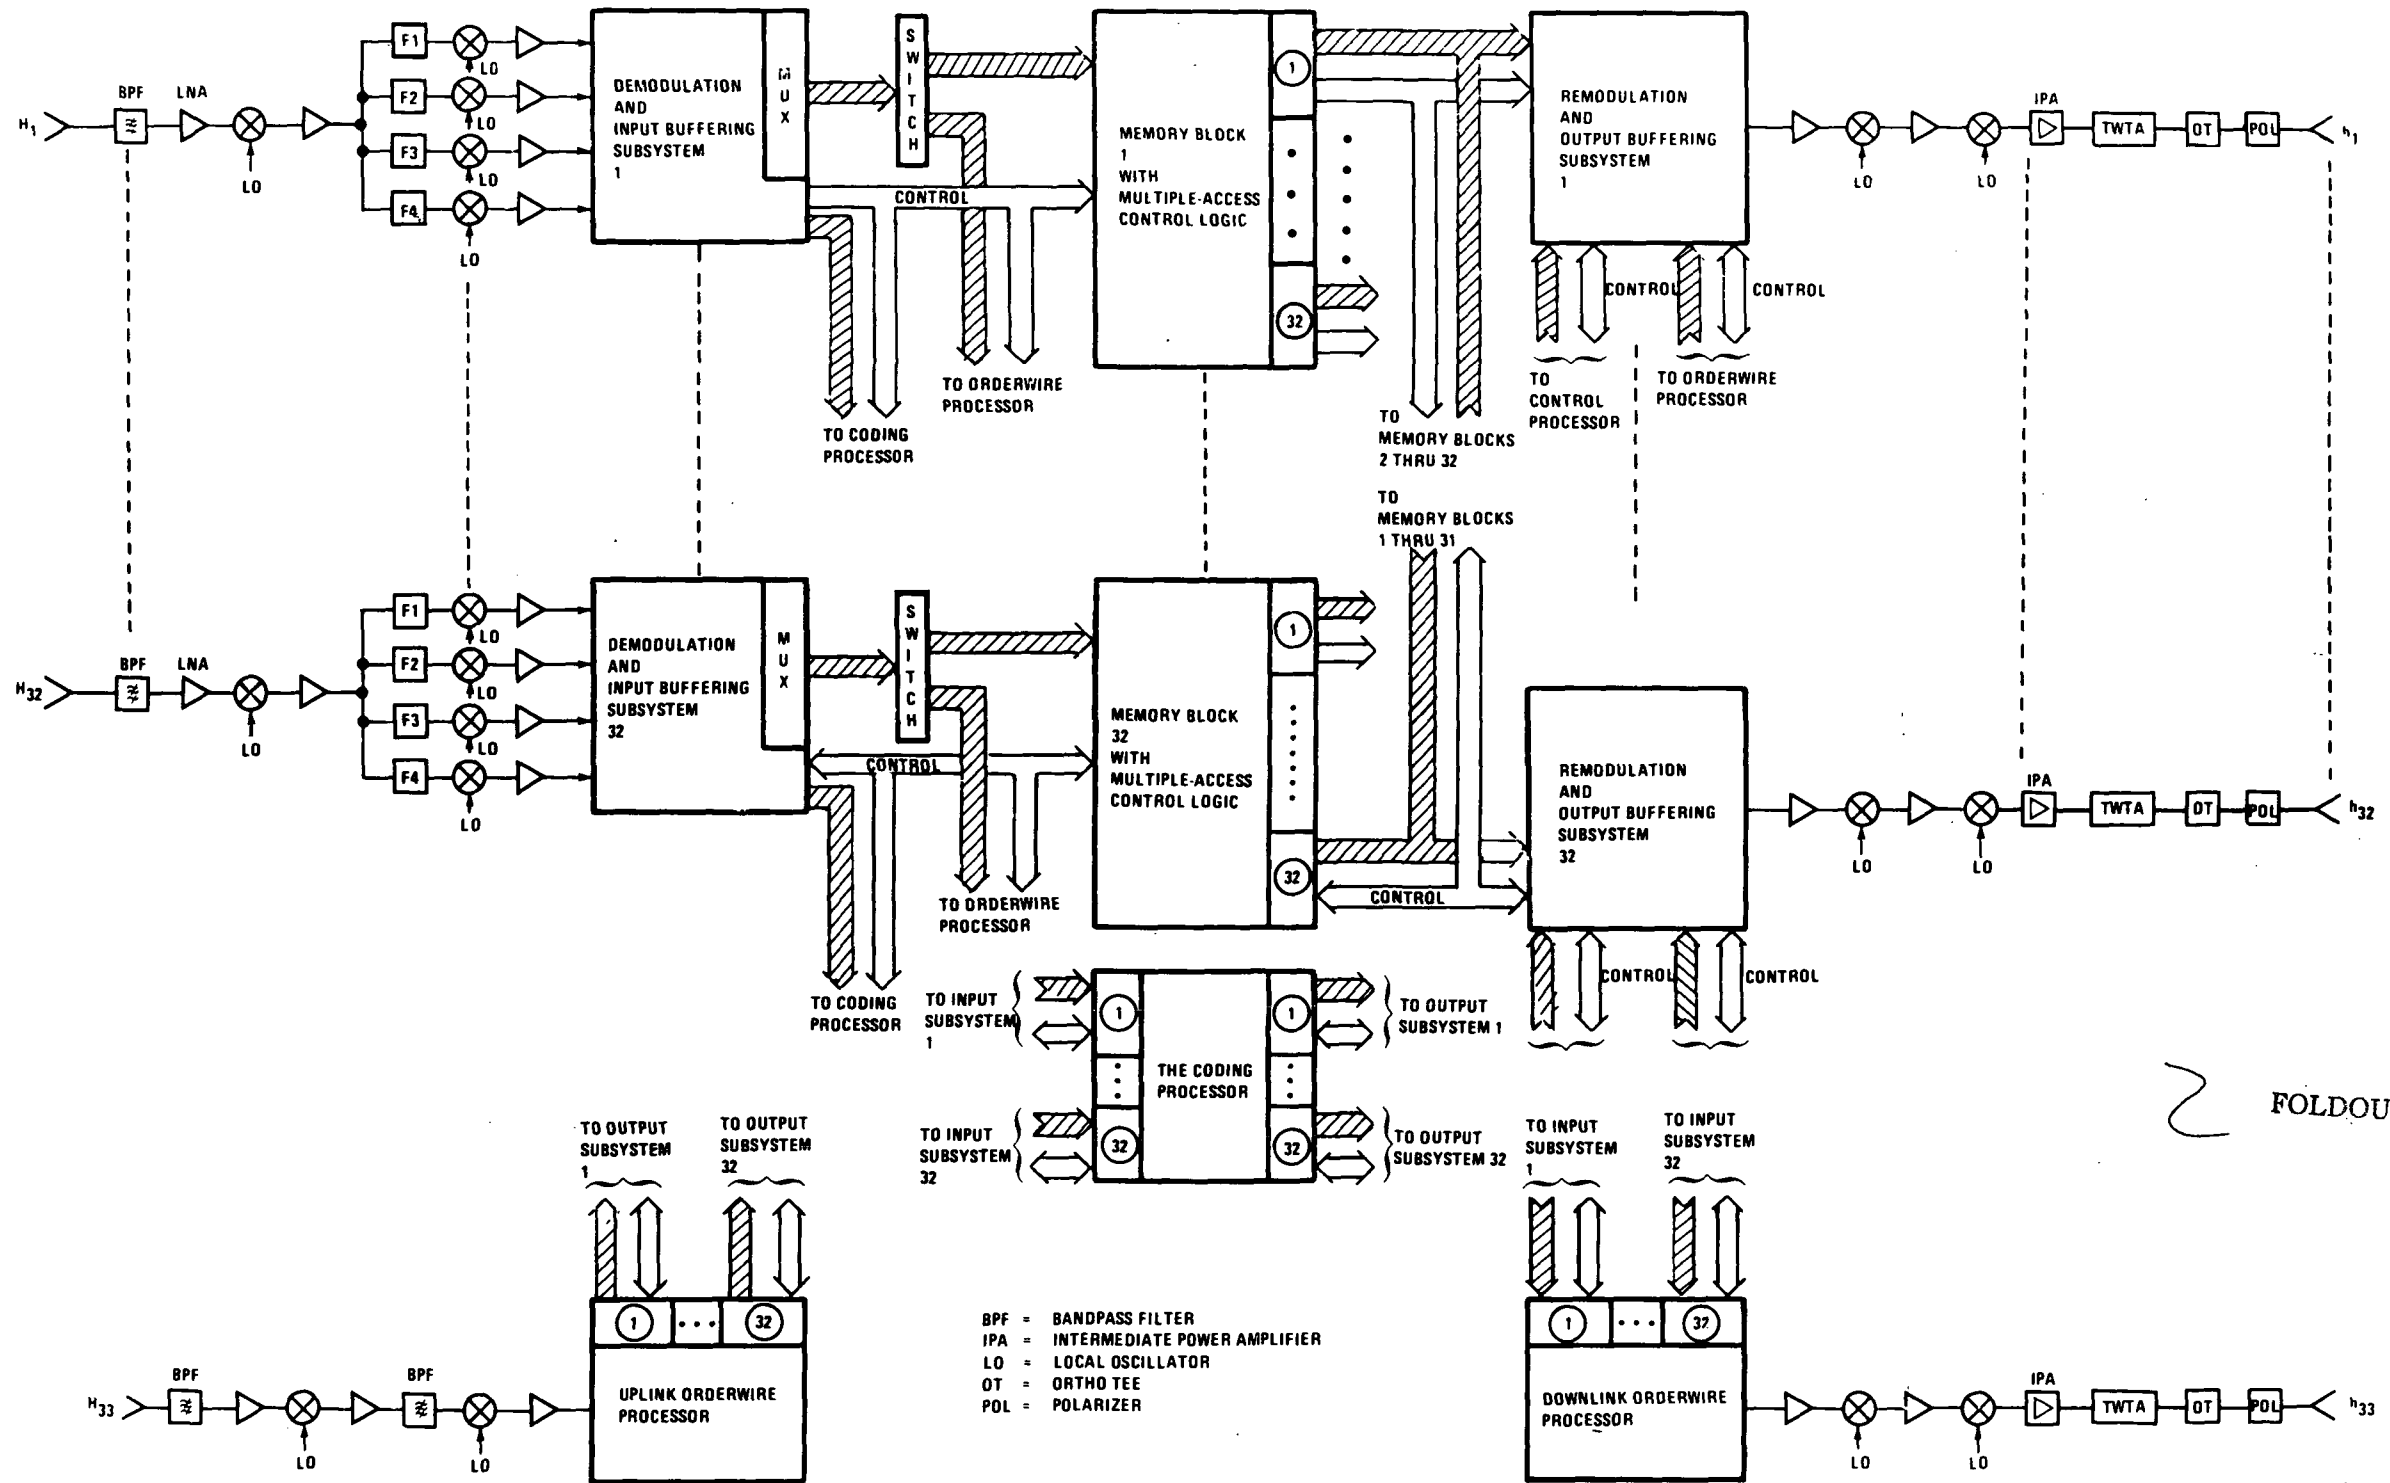 H1
BPF
LNA
LO
F1
LO
F2
LO
F3
LO
F4
LO
DEMODULATION
AND
INPUT BUFFERING
SUBSYSTEM
1
MUX
SWITCH
CONTROL
TO CODING
PROCESSOR
TO ORDERWIRE
PROCESSOR
MEMORY BLOCK
1
WITH
MULTIPLE-ACCESS
CONTROL LOGIC
1
32
TO
MEMORY BLOCKS
2 THRU 32
REMODULATION
AND
OUTPUT BUFFERING
SUBSYSTEM
1
CONTROL
CONTROL
TO
CONTROL
PROCESSOR
TO ORDERWIRE
PROCESSOR
LO
LO
IPA
TWTA
OT
POL
h1
H32
BPF
LNA
LO
F1
LO
F2
LO
F3
LO
F4
LO
DEMODULATION
AND
INPUT BUFFERING
SUBSYSTEM
32
MUX
SWITCH
CONTROL
TO CODING
PROCESSOR
TO ORDERWIRE
PROCESSOR
MEMORY BLOCK
32
WITH
MULTIPLE-ACCESS
CONTROL LOGIC
1
32
TO
MEMORY BLOCKS
1 THRU 31
CONTROL
REMODULATION
AND
OUTPUT BUFFERING
SUBSYSTEM
32
CONTROL
CONTROL
LO
LO
IPA
TWTA
OT
POL
h32
TO INPUT
SUBSYSTEM
1
TO INPUT
SUBSYSTEM
32
1
32
THE CODING
PROCESSOR
1
32
TO OUTPUT
SUBSYSTEM 1
TO OUTPUT
SUBSYSTEM 32
FOLDOU
TO OUTPUT
SUBSYSTEM
1
TO OUTPUT
SUBSYSTEM
32
1
32
UPLINK ORDERWIRE
PROCESSOR
H33
BPF
LO
BPF
LO
BPF = BANDPASS FILTER
IPA = INTERMEDIATE POWER AMPLIFIER
LO = LOCAL OSCILLATOR
OT = ORTHO TEE
POL = POLARIZER
TO INPUT
SUBSYSTEM
1
TO INPUT
SUBSYSTEM
32
1
32
DOWNLINK ORDERWIRE
PROCESSOR
LO
LO
IPA
TWTA
OT
POL
h33